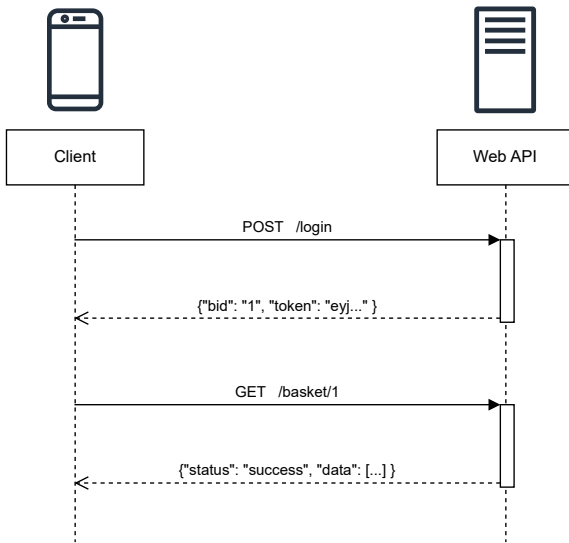 Client
Web API
POST /login
{"bid": "1", "token": "eyj..." }
GET /basket/1
{"status": "success", "data": [...] }